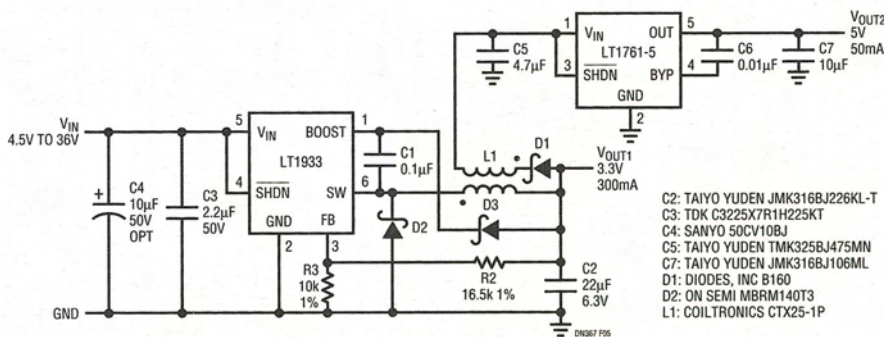 VOUT2
5V
50mA
1
VIN
OUT
5
LT1761-5
3
SHDN
BYP
4
GND
2
C5
4.7µF
C6
0.01µF
C7
10µF
VIN
4.5V TO 36V
5
VIN
BOOST
1
LT1933
4
SHDN
SW
6
GND
FB
2
3
C1
0.1µF
L1
D1
VOUT1
3.3V
300mA
D3
D2
+
C4
10µF
50V
OPT
C3
2.2µF
50V
R3
10k
1%
R2
16.5k 1%
C2
22µF
6.3V
GND
DN367 F05
C2: TAIYO YUDEN JMK316BJ226KL-T
C3: TDK C3225X7R1H225KT
C4: SANYO 50CV10BJ
C5: TAIYO YUDEN TMK325BJ475MN
C7: TAIYO YUDEN JMK316BJ106ML
D1: DIODES, INC B160
D2: ON SEMI MBRM140T3
L1: COILTRONICS CTX25-1P